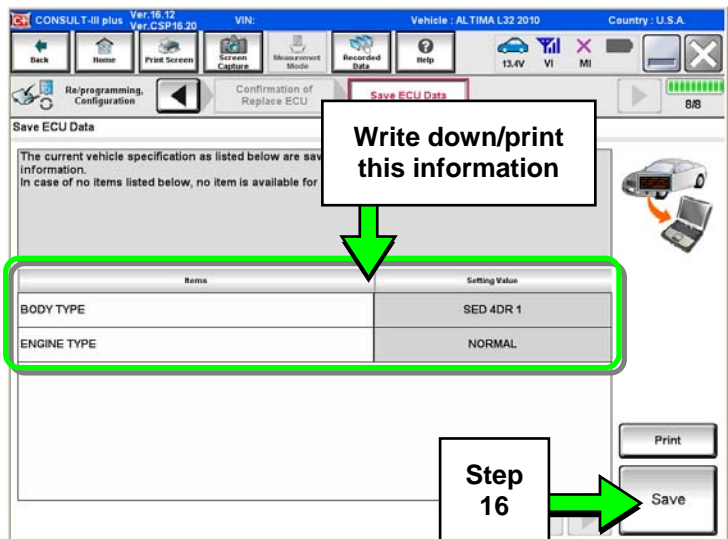 CONSULT-III plus Ver.16.12 Ver.CSP16.20 VIN: Vehicle : ALTIMA L32 2010 Country : U.S.A.
Back Home Print Screen Screen Capture Measurement Mode Recorded Data Help 13.4V VI MI
Re/programming, Configuration Confirmation of Replace ECU Save ECU Data 8/8
Save ECU Data
The current vehicle specification as listed below are sav
information.
In case of no items listed below, no item is available for
Write down/print
this information
Items Setting Value
BODY TYPE SED 4DR 1
ENGINE TYPE NORMAL
Print
Step
16
Save